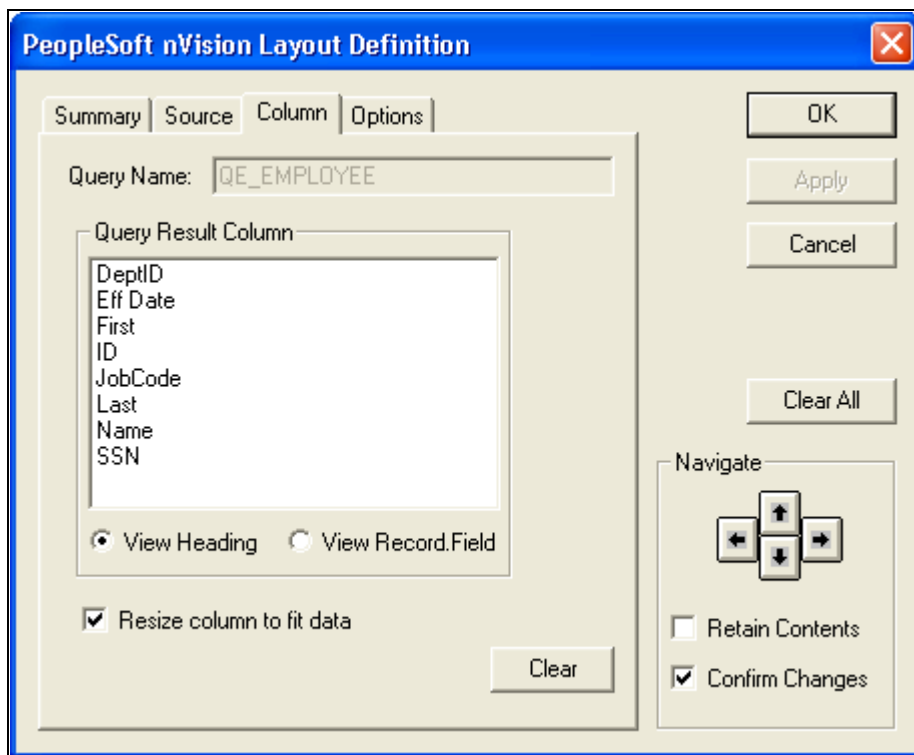 PeopleSoft nVision Layout Definition
Summary Source Column Options
Query Name: QE_EMPLOYEE
Query Result Column
DeptID
Eff Date
First
ID
JobCode
Last
Name
SSN
View Heading View Record.Field
Resize column to fit data
Clear
OK
Apply
Cancel
Clear All
Navigate
Retain Contents
Confirm Changes